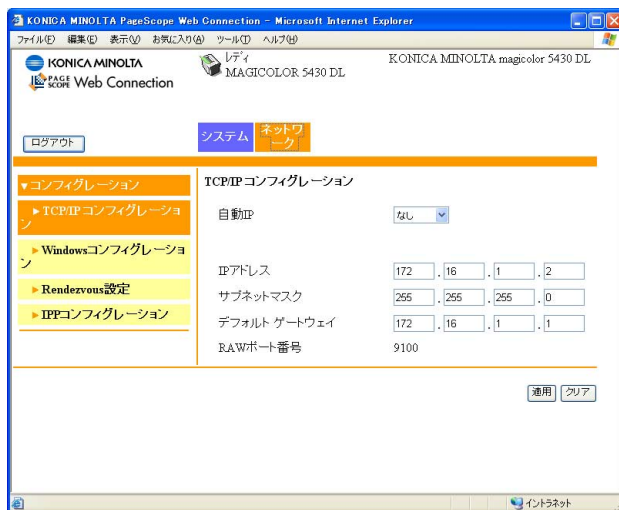 KONICA MINOLTA PageScope Web Connection - Microsoft Internet Explorer
ファイル(F) 編集(E) 表示(V) お気に入り(A) ツール(T) ヘルプ(H)
KONICA MINOLTA
PAGE SCOPE Web Connection
レディ
MAGICOLOR 5430 DL
KONICA MINOLTA magicolor 5430 DL
ログアウト
システム
ネットワ
ーク
▼コンフィグレーション
►TCP/IPコンフィグレーショ
ン
►Windowsコンフィグレーショ
ン
►Rendezvous設定
►IPPコンフィグレーション
TCP/IPコンフィグレーション
自動IP なし
IPアドレス 172 . 16 . 1 . 2
サブネットマスク 255 . 255 . 255 . 0
デフォルト ゲートウェイ 172 . 16 . 1 . 1
RAWポート番号 9100
適用 クリア
イントラネット